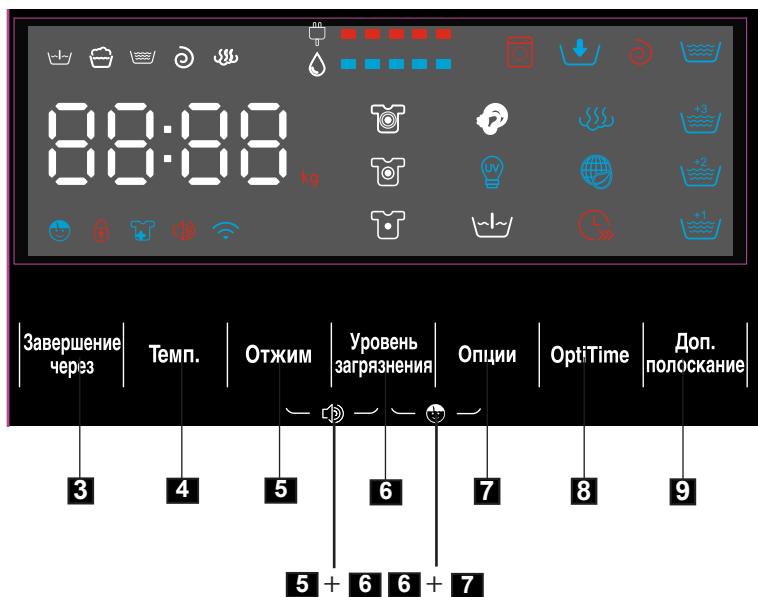 88:88
kg
UV
+3
+2
+1
Завершение
через
Темп.
Отжим
Уровень
загрязнения
Опции
OptiTime
Доп.
полоскание
3
4
5
6
7
8
9
5 + 6
6 + 7